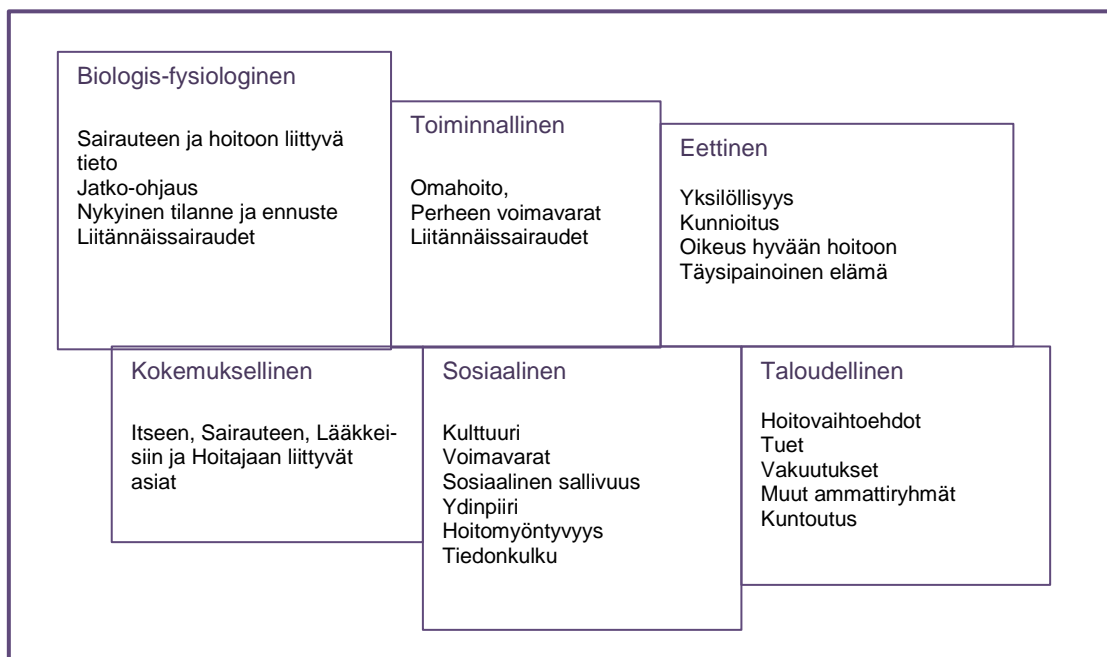 Biologis-fysiologinen
Sairauteen ja hoitoon liittyvä
tieto
Jatko-ohjaus
Nykyinen tilanne ja ennuste
Liitännäissairaudet
Toiminnallinen
Omahoito,
Perheen voimavarat
Liitännäissairaudet
Eettinen
Yksilöllisyys
Kunnioitus
Oikeus hyvään hoitoon
Täysipainoinen elämä
Kokemuksellinen
Itseen, Sairauteen, Lääkkei-
siin ja Hoitajaan liittyvät
asiat
Sosiaalinen
Kulttuuri
Voimavarat
Sosiaalinen sallivuus
Ydinpiiri
Hoitomyöntyvyys
Tiedonkulku
Taloudellinen
Hoitovaihtoehdot
Tuet
Vakuutukset
Muut ammattiryhmät
Kuntoutus